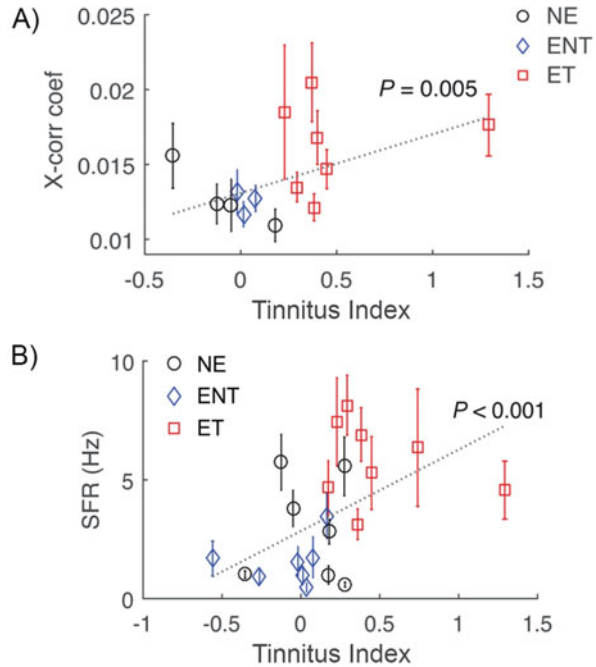 A)
NE
ENT
ET
P = 0.005
X-corr coef
0.025
0.02
0.015
0.01
-0.5
0
0.5
1
1.5
Tinnitus Index
B)
NE
ENT
ET
P < 0.001
SFR (Hz)
10
5
0
-1
-0.5
0
0.5
1
1.5
Tinnitus Index